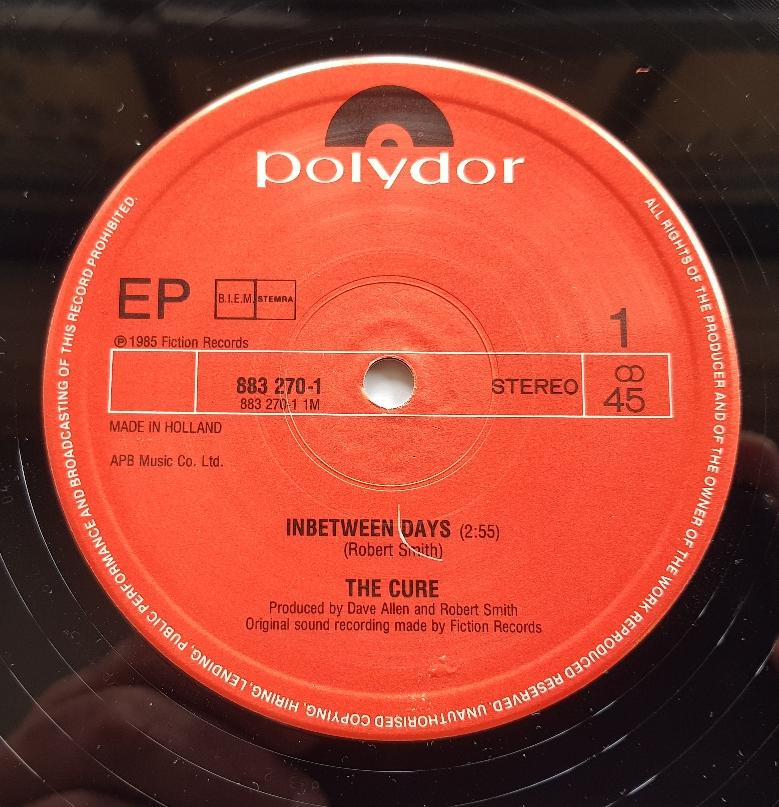 polydor
EP
B.I.E.M. STEMRA
1
℗ 1985 Fiction Records
883 270-1
883 270-1 1M
STEREO
45
MADE IN HOLLAND
APB Music Co. Ltd.
INBETWEEN DAYS (2:55)
(Robert Smith)
THE CURE
Produced by Dave Allen and Robert Smith
Original sound recording made by Fiction Records
ALL RIGHTS OF THE PRODUCER AND OF THE OWNER OF THE WORK REPRODUCED RESERVED. UNAUTHORISED COPYING, HIRING, LENDING, PUBLIC PERFORMANCE AND BROADCASTING OF THIS RECORD PROHIBITED.